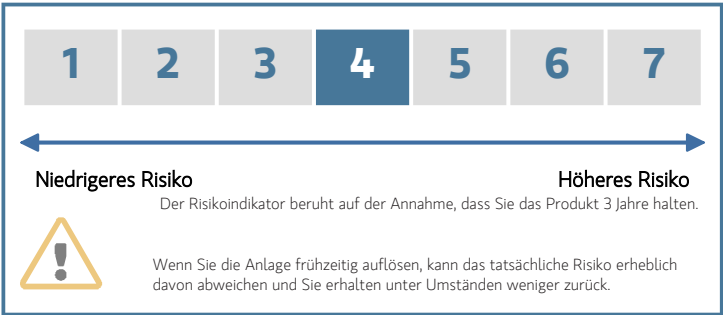 1 2 3 4 5 6 7
Niedrigeres Risiko Höheres Risiko
Der Risikoindikator beruht auf der Annahme, dass Sie das Produkt 3 Jahre halten.
!
Wenn Sie die Anlage frühzeitig auflösen, kann das tatsächliche Risiko erheblich
davon abweichen und Sie erhalten unter Umständen weniger zurück.